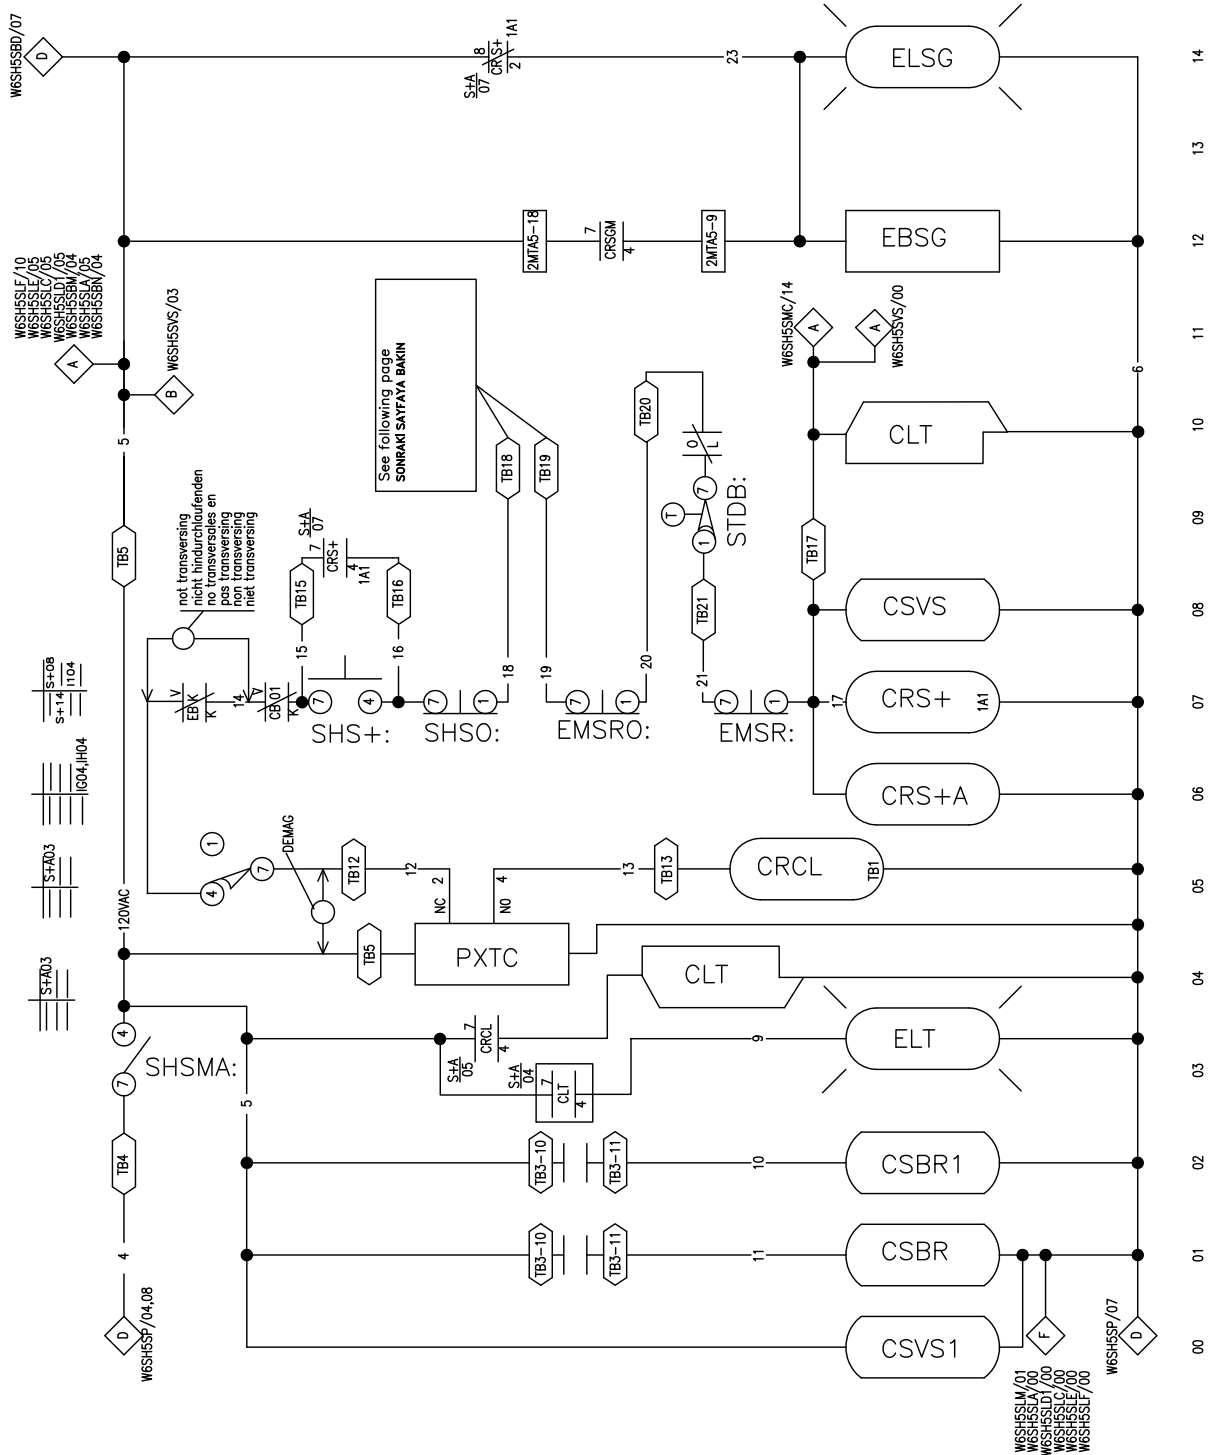 W6SH5SBD/07
D
8
CRS+
2
1A1
S+A
07
23
ELSG
14
13
W6SH5SLF/10
W6SH5SLE/05
W6SH5SLC/05
W6SH5SLD1/05
W6SH5SBM/04
W6SH5SLA/05
W6SH5SBN/04
2MTA5-18
7
CRSGM
4
2MTA5-9
EBSG
12
A
B
W6SH5SVS/03
See following page
SONRAKİ SAYFAYA BAKIN
W6SH5SMC/14
A
A
W6SH5SVS/00
6
11
5
TB18
TB19
TB20
O
L
CLT
10
TB5
not transversing
nicht hindurchlaufenden
no transversales en
pas transversing
non transversing
niet transversing
S+A
07
7
CRS+
4
1A1
TB15
TB16
T
7
1
STDB:
TB17
09
TB21
CSVS
08
S+08
S+14
I104
V
EBK
K
14
V
CBY01
K
15
7
4
SHS+:
16
7
1
SHSO:
18
19
7
1
EMSRO:
20
21
7
1
EMSR:
17
CRS+
1A1
07
IG04,IH04
CRS+A
06
S+A03
120VAC
1
4
7
DEMAG
TB12
12
NC 2
NO 4
13
TB13
CRCL
TB1
05
TB5
PXTC
S+A03
CLT
04
4
7
SHSMA:
S+A
05
7
CRCL
4
S+A
04
7
CLT
4
9
ELT
03
5
TB4
TB3-10
TB3-11
10
CSBR1
02
4
TB3-10
TB3-11
11
CSBR
01
D
W6SH5SP/04,08
CSVS1
F
W6SH5SP/07
D
00
W6SH5SLM/01
W6SH5SLA/00
W6SH5SLD1/00
W6SH5SLC/00
W6SH5SLE/00
W6SH5SLF/00